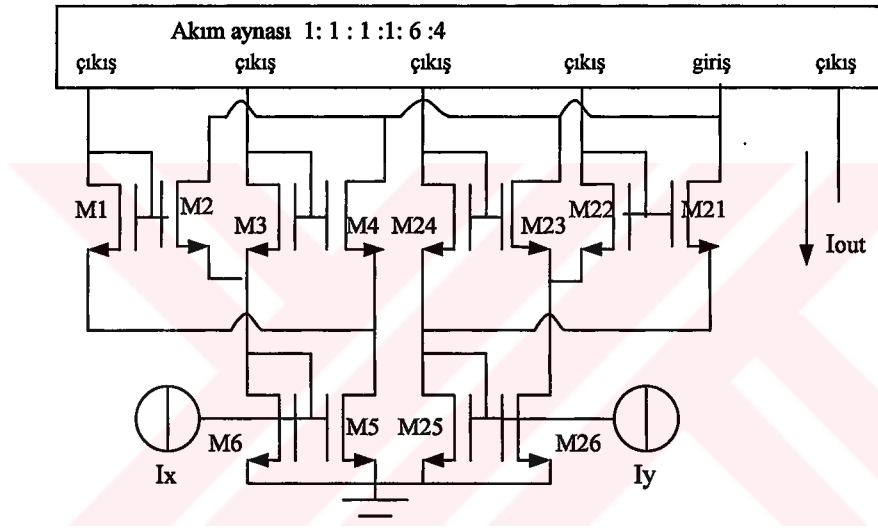 Akım aynası 1: 1 : 1 :1: 6 :4
çıkış çıkış çıkış çıkış giriş çıkış
M1 M2 M3 M4 M24 M23 M22 M21
Iout
M6 M5 M25 M26
Ix Iy